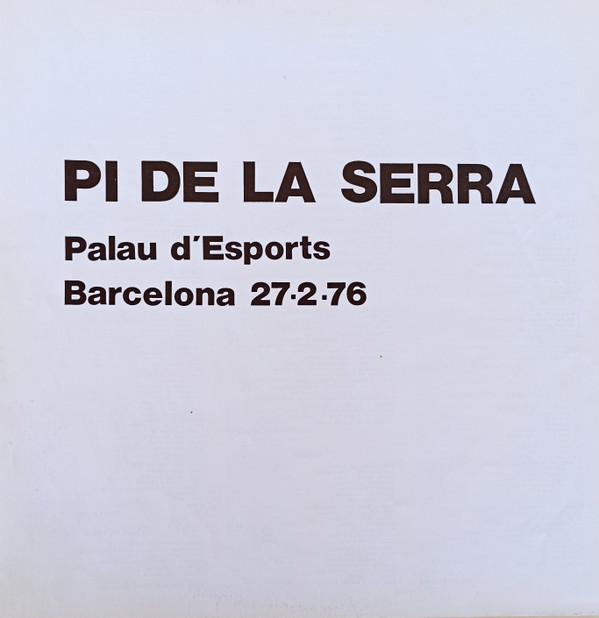 PI DE LA SERRA
Palau d'Esports
Barcelona 27·2·76